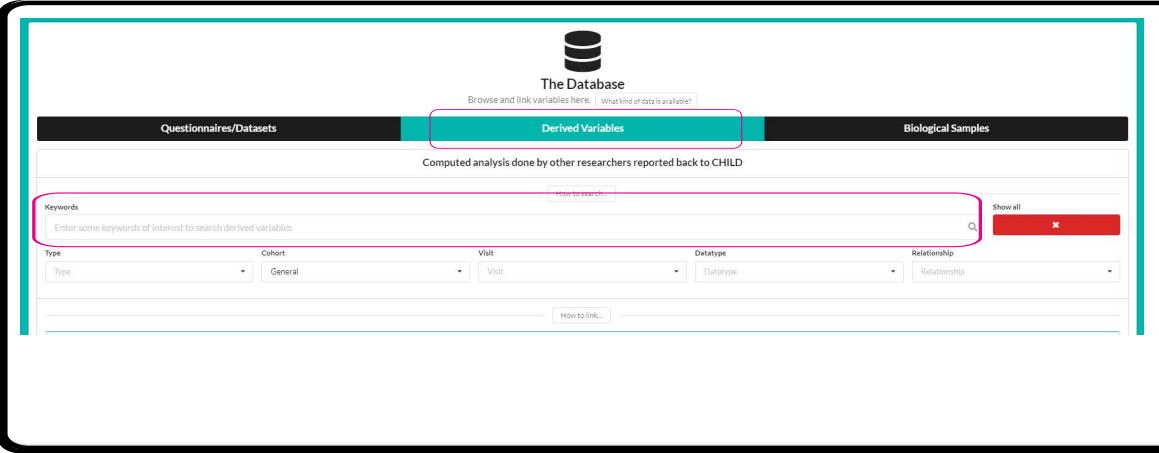 The Database
Browse and link variables here. What kind of data is available?
Questionnaires/Datasets Derived Variables Biological Samples
Computed analysis done by other researchers reported back to CHILD
How to search...
Keywords Show all
Enter some keywords of interest to search derived variables
Type Cohort Visit Datatype Relationship
Type General Visit Datatype Relationship
How to link...